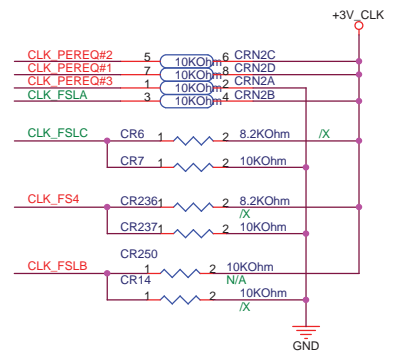 +3V_CLK
CLK_PEREQ#2 5 10KOhm 6 CRN2C
CLK_PEREQ#1 7 10KOhm 8 CRN2D
CLK_PEREQ#3 1 10KOhm 2 CRN2A
CLK_FSLA 3 10KOhm 4 CRN2B
CLK_FSLC CR6 1 2 8.2KOhm /X
CR7 1 2 10KOhm
CLK_FS4 CR236 1 2 8.2KOhm
/X
CR237 1 2 10KOhm
CR250
CLK_FSLB 1 2 10KOhm
CR14 N/A
1 2 10KOhm
/X
GND